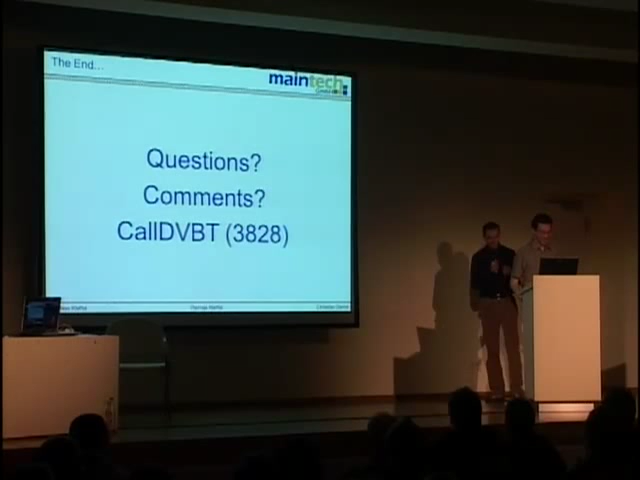 The End...
maintech
Questions?
Comments?
CallDVBT (3828)